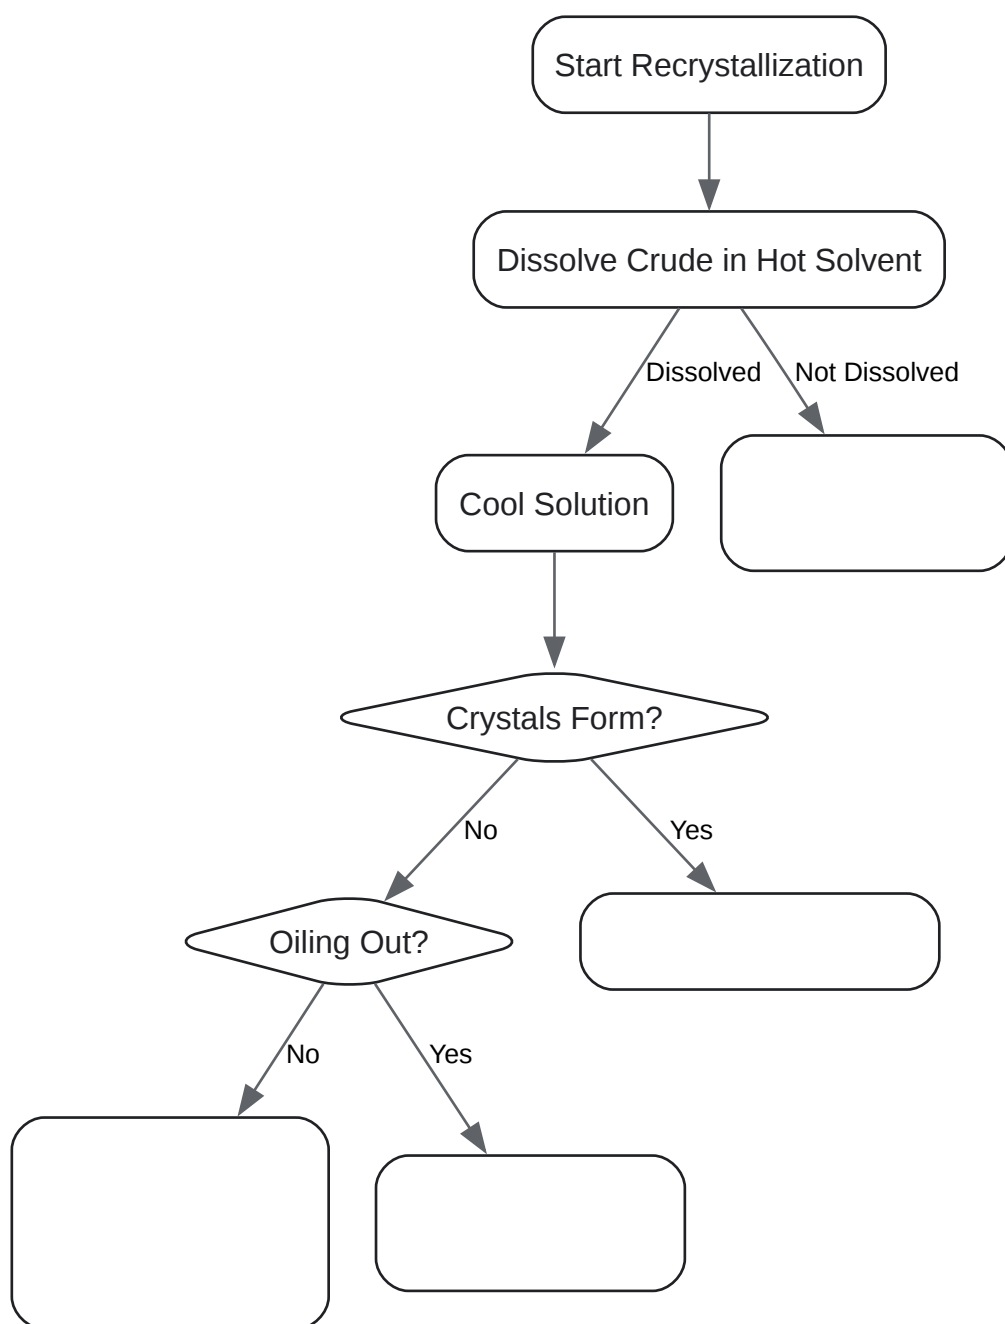 Start Recrystallization
Dissolve Crude in Hot Solvent
Dissolved
Not Dissolved
Cool Solution
Crystals Form?
No
Yes
Oiling Out?
No
Yes